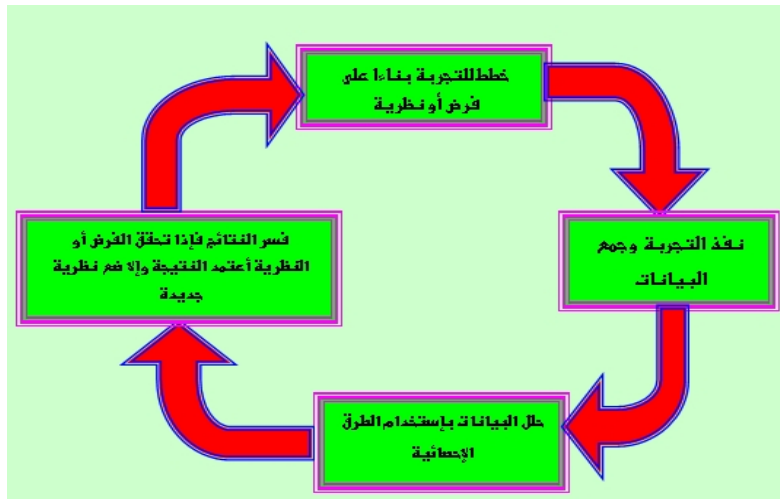 خطط للتجربة بناءا على
فرض أو نظرية
نفذ التجربة وجمع
البيانات
حلل البيانات بإستخدام الطرق
الإحصائية
فسر النتائج فإذا تحقق الفرض أو
النظرية أعتمد النتيجة وإلا ضع نظرية
جديدة